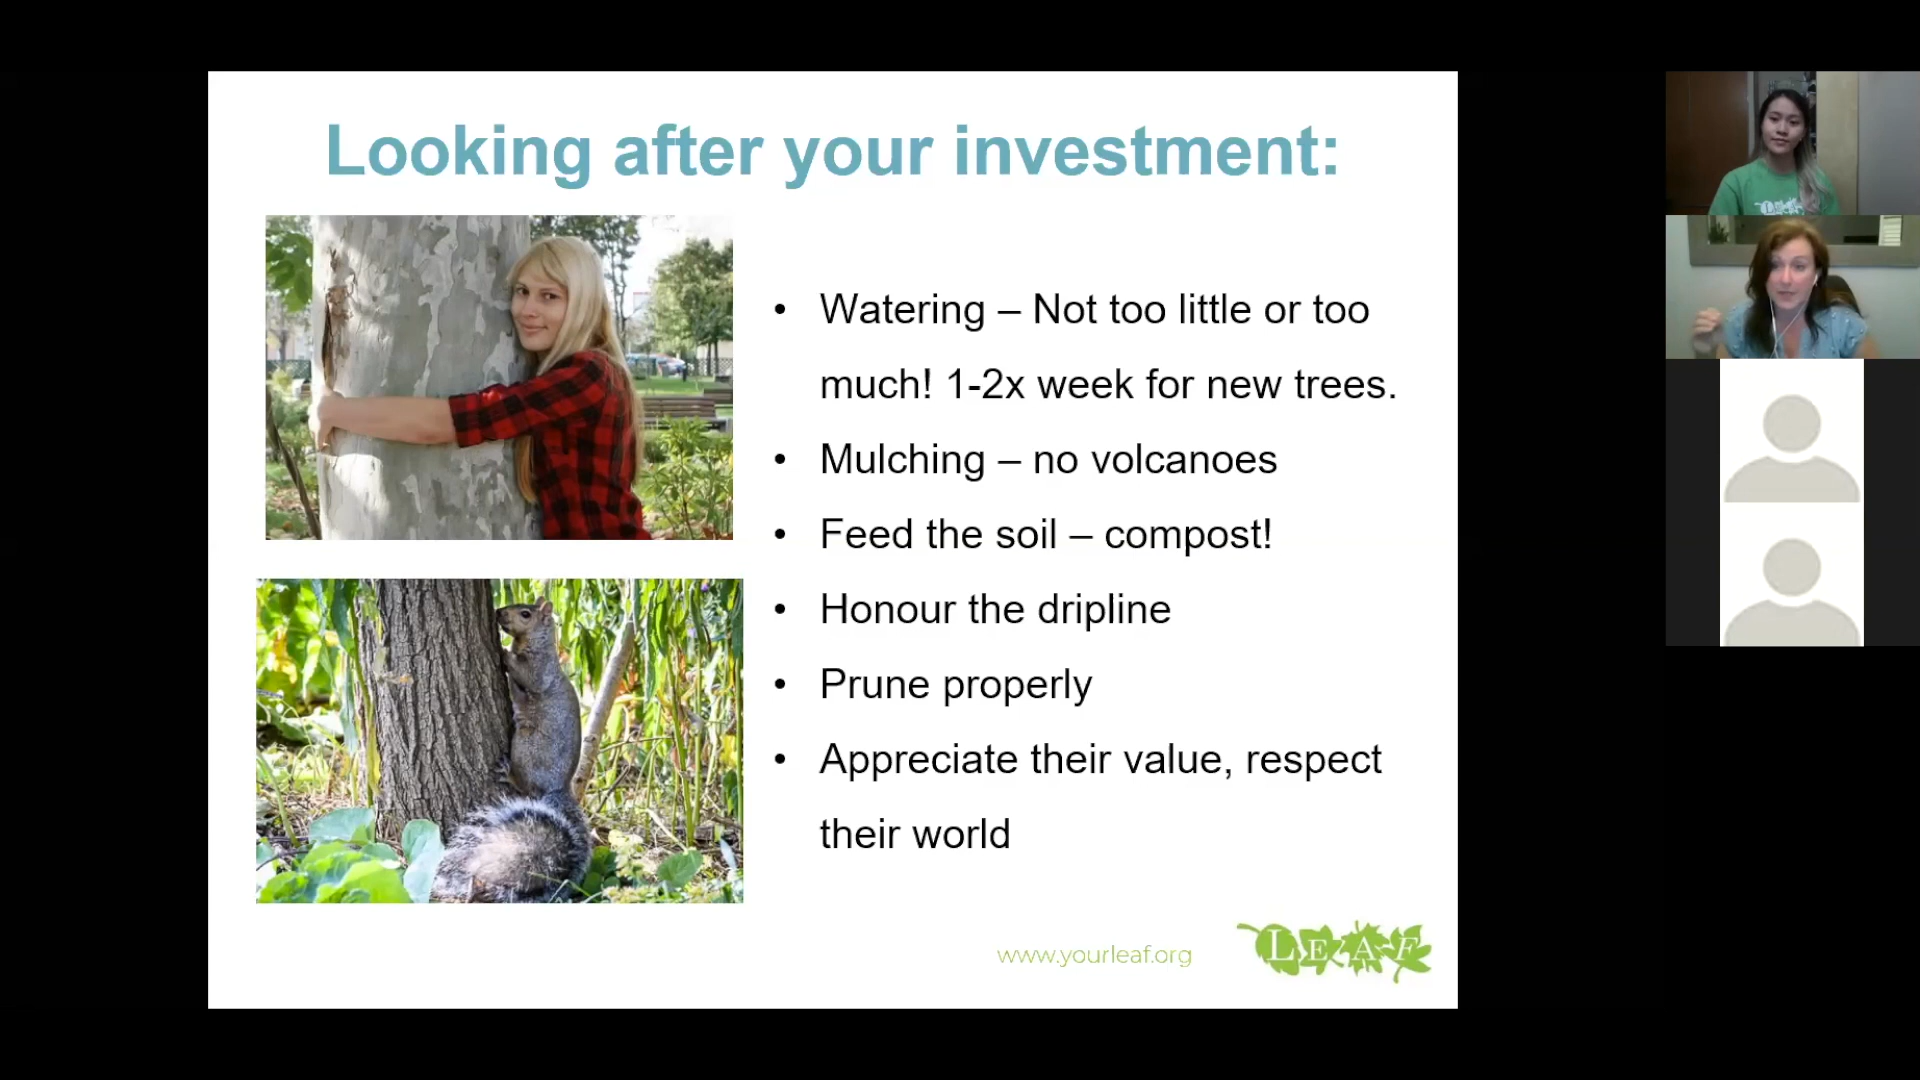 Looking after your investment:
• Watering – Not too little or too
much! 1-2x week for new trees.
• Mulching – no volcanoes
• Feed the soil – compost!
• Honour the dripline
• Prune properly
• Appreciate their value, respect
their world
www.yourleaf.org
LEAF